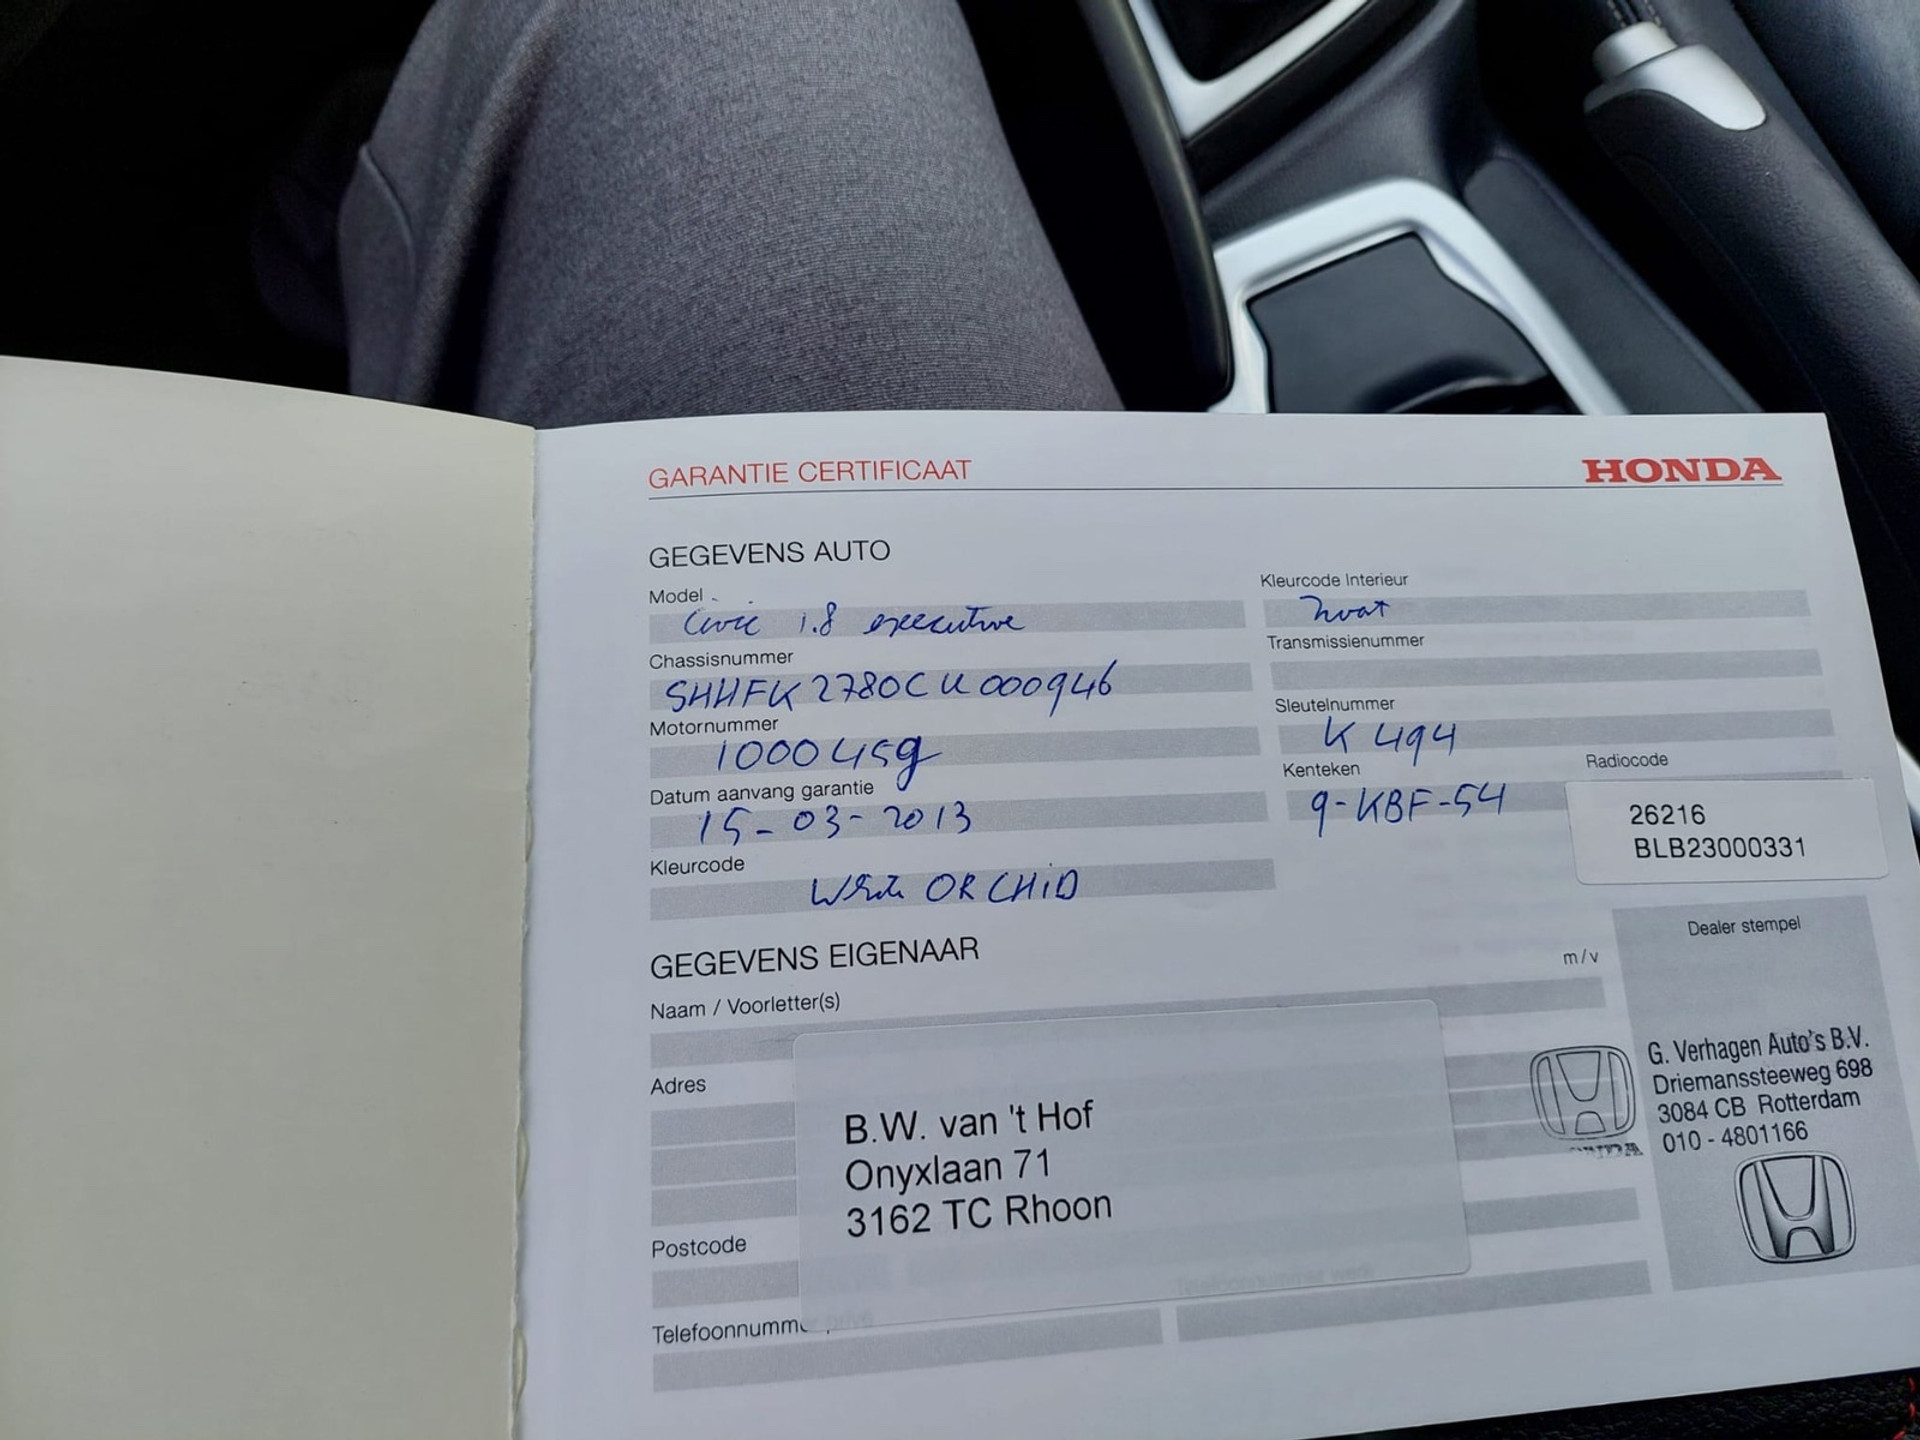 GARANTIE CERTIFICAAT
HONDA
GEGEVENS AUTO
Model
Civic 1.8 executive
Kleurcode Interieur
zwart
Chassisnummer
SHHFK2780CU000946
Transmissienummer
Motornummer
1000459
Sleutelnummer
K494
Datum aanvang garantie
15-03-2013
Kenteken
9-KBF-54
Radiocode
26216
BLB23000331
Kleurcode
White ORCHiD
GEGEVENS EIGENAAR
m/v
Naam / Voorletter(s)
Adres
B.W. van 't Hof
Onyxlaan 71
3162 TC Rhoon
Postcode
Telefoonnumme
Dealer stempel
G. Verhagen Auto's B.V.
Driemanssteeweg 698
3084 CB Rotterdam
010 - 4801166